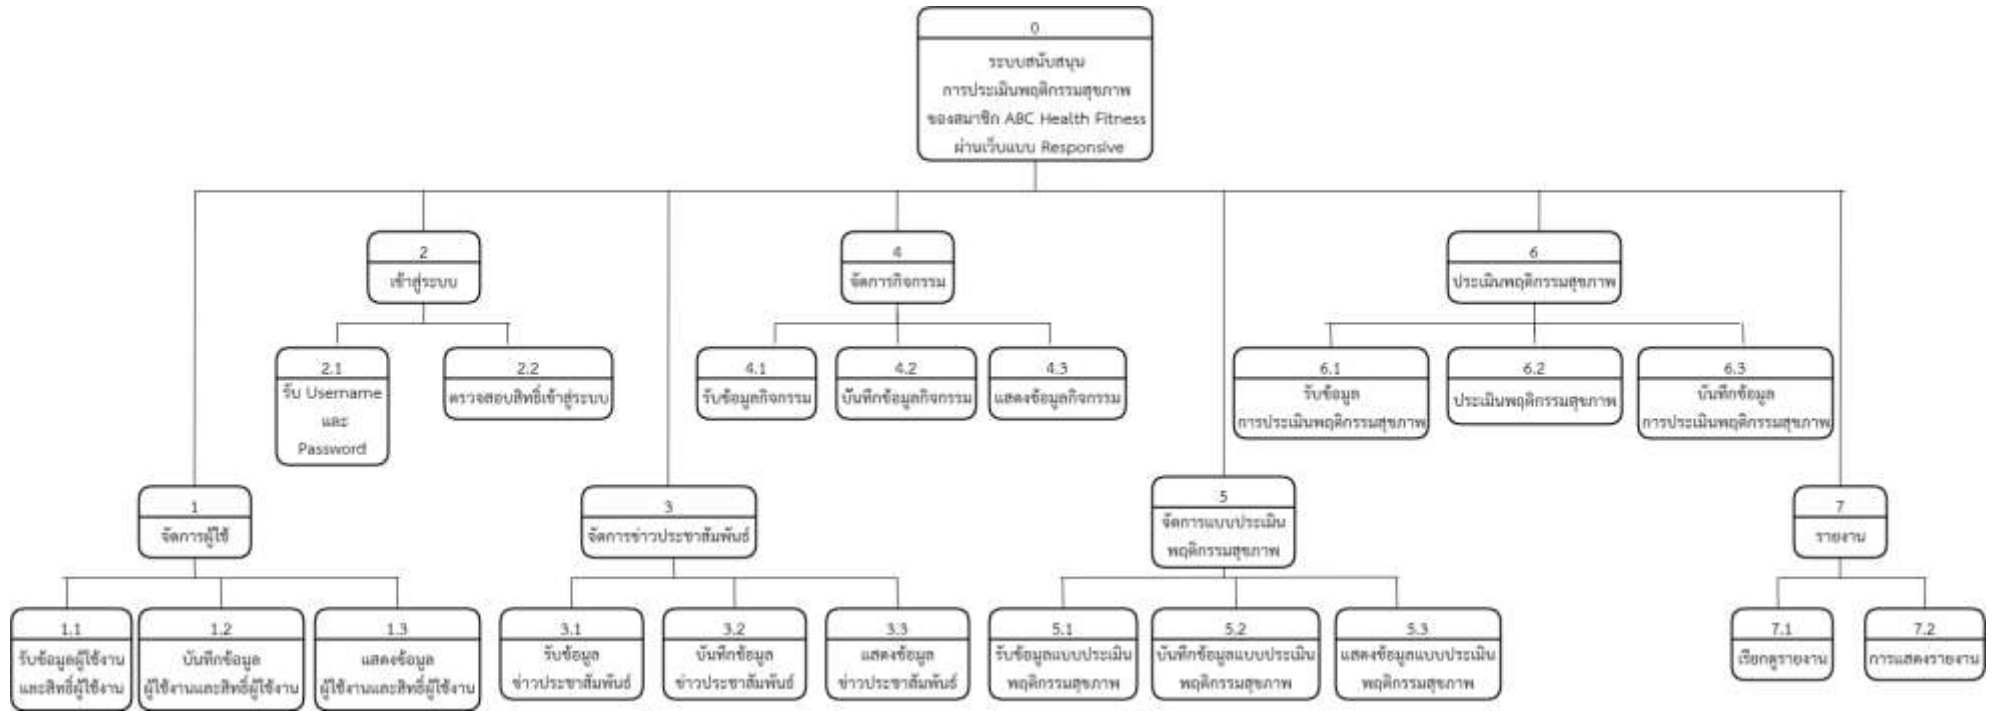 0
ระบบสนับสนุน
การประเมินพฤติกรรมสุขภาพ
ของสมาชิก ABC Health Fitness
ผ่านเว็บแบบ Responsive
2
เข้าสู่ระบบ
4
จัดการกิจกรรม
6
ประเมินพฤติกรรมสุขภาพ
2.1
รับ Username
และ
Password
2.2
ตรวจสอบสิทธิ์เข้าสู่ระบบ
4.1
รับข้อมูลกิจกรรม
4.2
บันทึกข้อมูลกิจกรรม
4.3
แสดงข้อมูลกิจกรรม
6.1
รับข้อมูล
การประเมินพฤติกรรมสุขภาพ
6.2
ประเมินพฤติกรรมสุขภาพ
6.3
บันทึกข้อมูล
การประเมินพฤติกรรมสุขภาพ
1
จัดการผู้ใช้
3
จัดการข่าวประชาสัมพันธ์
5
จัดการแบบประเมิน
พฤติกรรมสุขภาพ
7
รายงาน
1.1
รับข้อมูลผู้ใช้งาน
และสิทธิ์ผู้ใช้งาน
1.2
บันทึกข้อมูล
ผู้ใช้งานและสิทธิ์ผู้ใช้งาน
1.3
แสดงข้อมูล
ผู้ใช้งานและสิทธิ์ผู้ใช้งาน
3.1
รับข้อมูล
ข่าวประชาสัมพันธ์
3.2
บันทึกข้อมูล
ข่าวประชาสัมพันธ์
3.3
แสดงข้อมูล
ข่าวประชาสัมพันธ์
5.1
รับข้อมูลแบบประเมิน
พฤติกรรมสุขภาพ
5.2
บันทึกข้อมูลแบบประเมิน
พฤติกรรมสุขภาพ
5.3
แสดงข้อมูลแบบประเมิน
พฤติกรรมสุขภาพ
7.1
เรียกดูรายงาน
7.2
การแสดงรายงาน